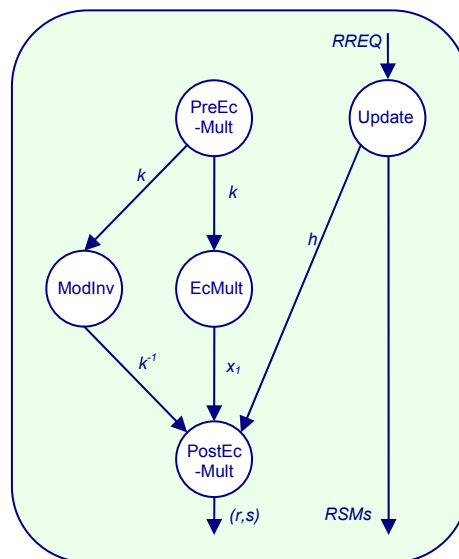 RREQ
PreEc
-Mult
Update
k
k
h
ModInv
EcMult
k⁻¹
x₁
PostEc
-Mult
(r,s)
RSMs